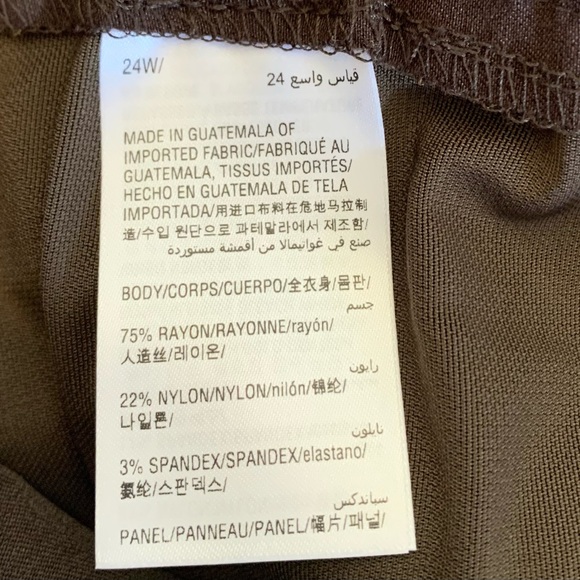 24W/
قياس واسع 24
MADE IN GUATEMALA OF
IMPORTED FABRIC/FABRIQUÉ AU
GUATEMALA, TISSUS IMPORTÉS/
HECHO EN GUATEMALA DE TELA
IMPORTADA/用进口布料在危地马拉制
造/수입 원단으로 과테말라에서 제조함/
صنع في غواتيمالا من أقمشة مستوردة
BODY/CORPS/CUERPO/全衣身/몸판/
جسم
75% RAYON/RAYONNE/rayón/
人造丝/레이온/
رايون
22% NYLON/NYLON/nilón/锦纶/
나일론/
نايلون
3% SPANDEX/SPANDEX/elastano/
氨纶/스판덱스/
سباندكس
PANEL/PANNEAU/PANEL/幅片/패널/